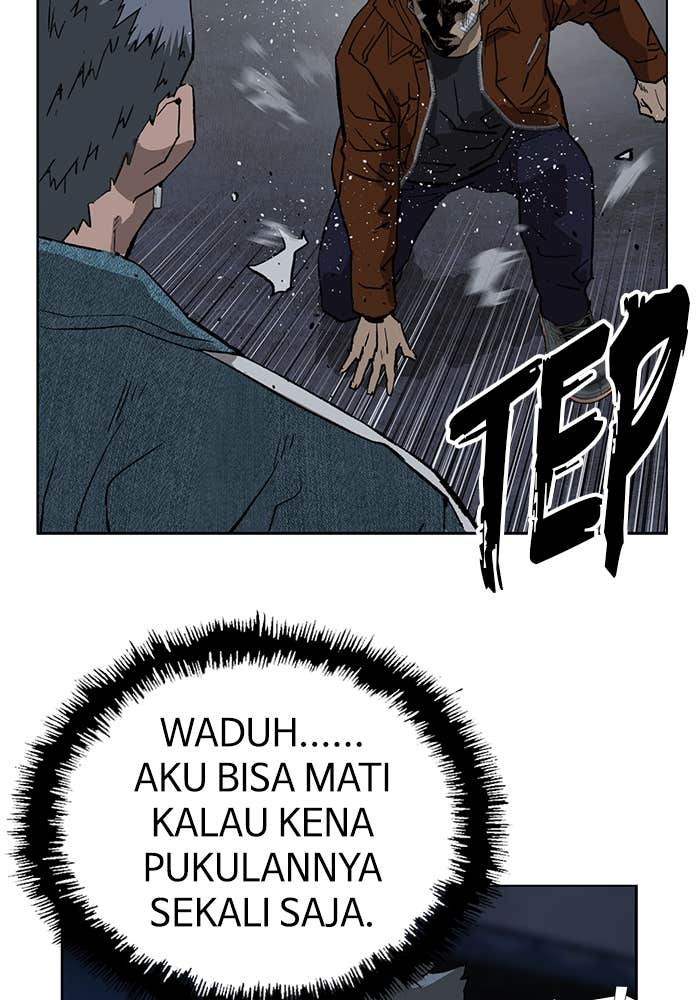 TEP
WADUH......
AKU BISA MATI
KALAU KENA
PUKULANNYA
SEKALI SAJA.